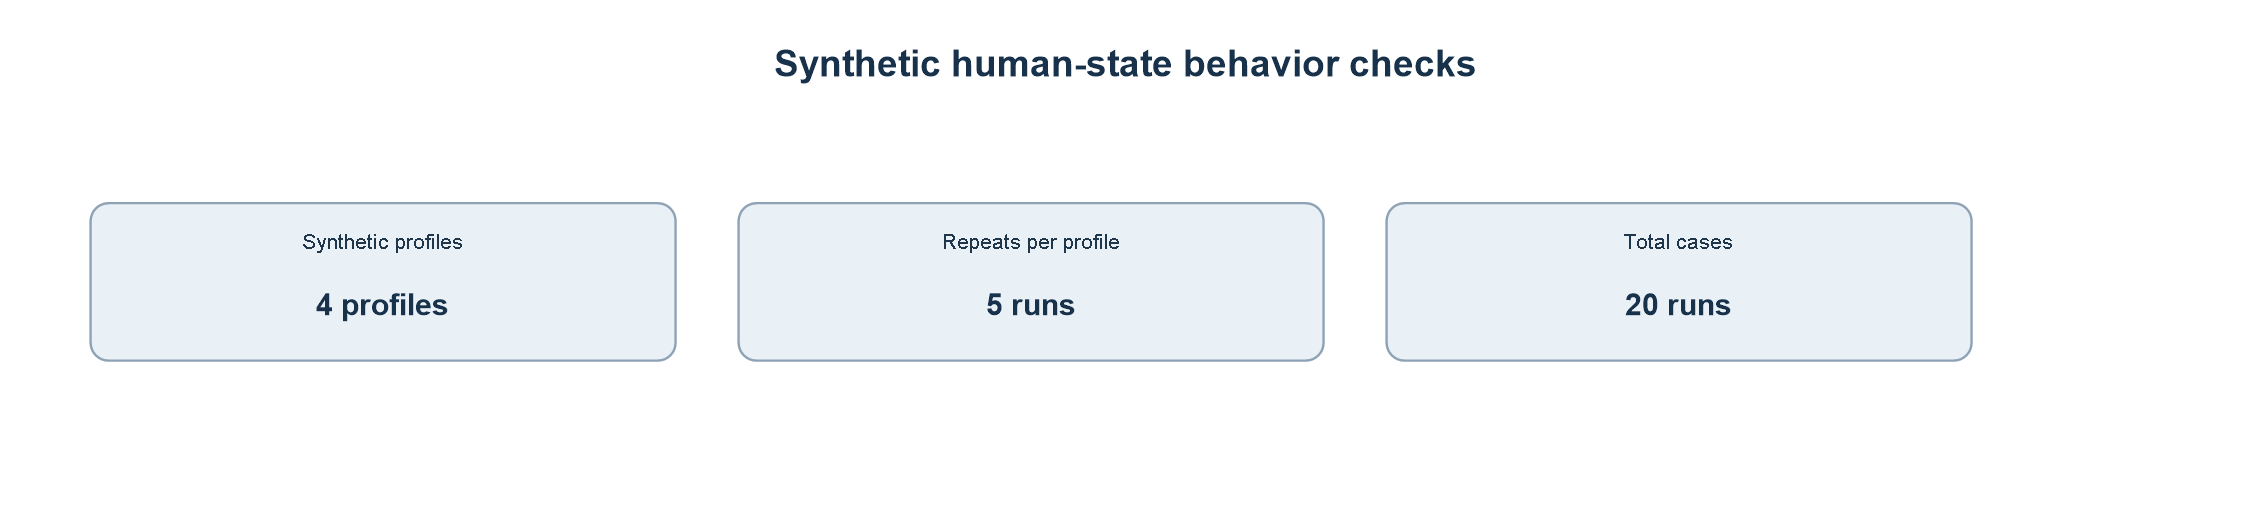 Synthetic human-state behavior checks
Synthetic profiles
4 profiles
Repeats per profile
5 runs
Total cases
20 runs